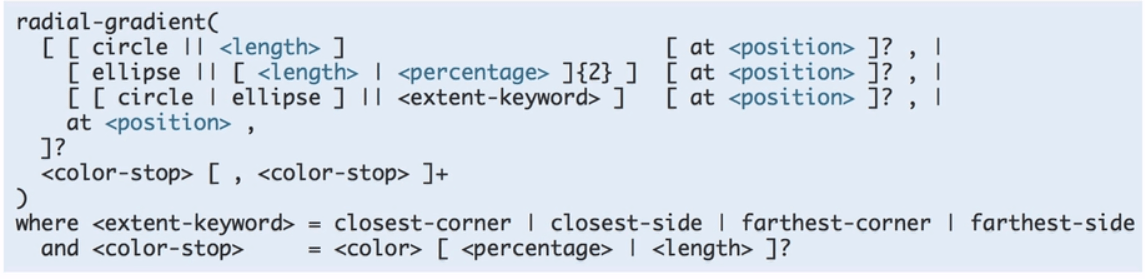 radial-gradient(
  [ [ circle || <length> ]                         [ at <position> ]? , |
    [ ellipse || [ <length> | <percentage> ]{2} ]  [ at <position> ]? , |
    [ [ circle | ellipse ] || <extent-keyword> ]   [ at <position> ]? , |
    at <position> ,
  ]?
  <color-stop> [ , <color-stop> ]+
)
where <extent-keyword> = closest-corner | closest-side | farthest-corner | farthest-side
  and <color-stop>     = <color> [ <percentage> | <length> ]?